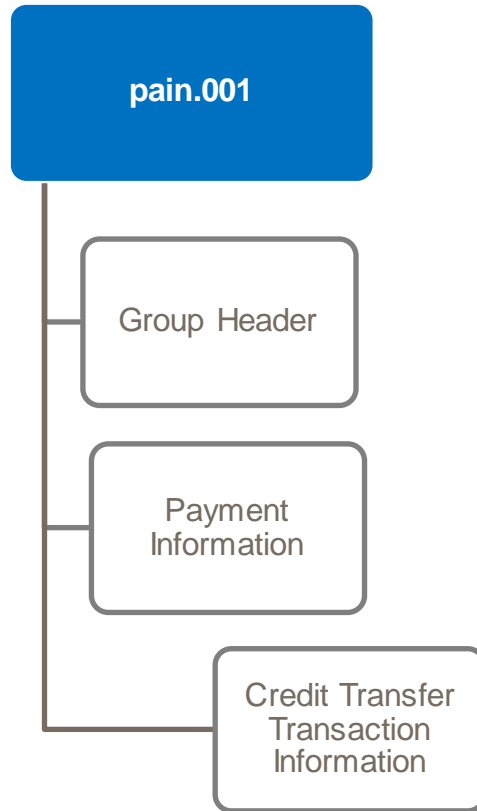 pain.001
Group Header
Payment
Information
Credit Transfer
Transaction
Information